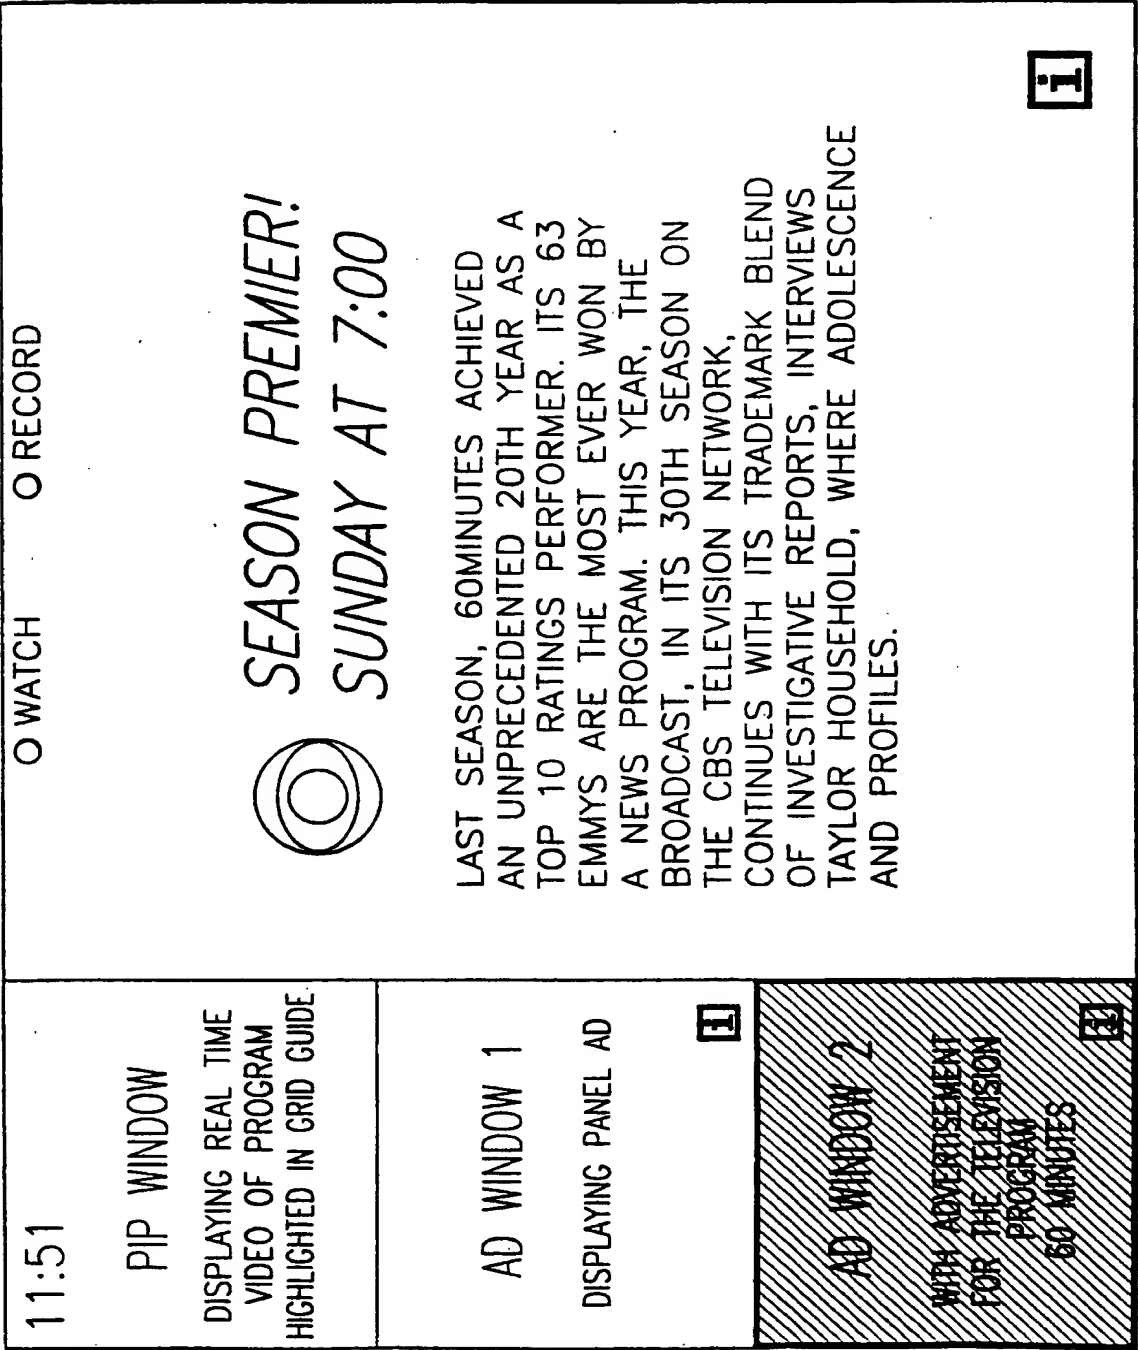 11:51
PIP WINDOW
DISPLAYING REAL TIME
VIDEO OF PROGRAM
HIGHLIGHTED IN GRID GUIDE
AD WINDOW 1
DISPLAYING PANEL AD
i
AD WINDOW 2
WITH ADVERTISEMENT
FOR THE TELEVISION
PROGRAM
60 MINUTES
i
O WATCH O RECORD
SEASON PREMIER!
SUNDAY AT 7:00
LAST SEASON, 60MINUTES ACHIEVED
AN UNPRECEDENTED 20TH YEAR AS A
TOP 10 RATINGS PERFORMER. ITS 63
EMMYS ARE THE MOST EVER WON BY
A NEWS PROGRAM. THIS YEAR, THE
BROADCAST, IN ITS 30TH SEASON ON
THE CBS TELEVISION NETWORK,
CONTINUES WITH ITS TRADEMARK BLEND
OF INVESTIGATIVE REPORTS, INTERVIEWS
TAYLOR HOUSEHOLD, WHERE ADOLESCENCE
AND PROFILES.
i